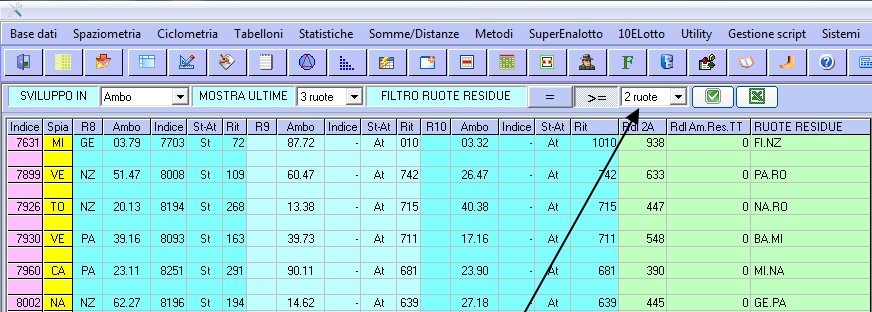 Base dati Spaziometria Ciclometria Tabelloni Statistiche Somme/Distanze Metodi SuperEnalotto 10ELotto Utility Gestione script Sistemi
SVILUPPO IN Ambo MOSTRA ULTIME 3 ruote FILTRO RUOTE RESIDUE = >= 2 ruote
Indice Spia R8 Ambo Indice St-At Rit R9 Ambo Indice St-At Rit R10 Ambo Indice St-At Rit Rdl 2A Rdl Am.Res.TT RUOTE RESIDUE
7631 MI GE 03.79 7703 St 72 87.72 - At 010 03.32 - At 1010 938 0 FI.NZ
7899 VE NZ 51.47 8008 St 109 60.47 - At 742 26.47 - At 742 633 0 PA.RO
7926 TO NZ 20.13 8194 St 268 13.38 - At 715 40.38 - At 715 447 0 NA.RO
7930 VE PA 39.16 8093 St 163 39.73 - At 711 17.16 - At 711 548 0 BA.MI
7960 CA PA 23.11 8251 St 291 90.11 - At 681 23.90 - At 681 390 0 MI.NA
8002 NA NZ 62.27 8196 St 194 14.62 - At 639 27.18 - At 639 445 0 GE.PA